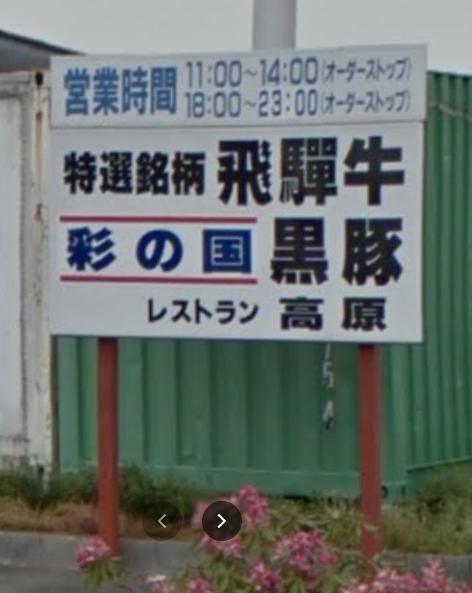 営業時間 11:00~14:00(オーダーストップ)
18:00~23:00(オーダーストップ)
特選銘柄 飛驒牛
彩の国 黒豚
レストラン 高原